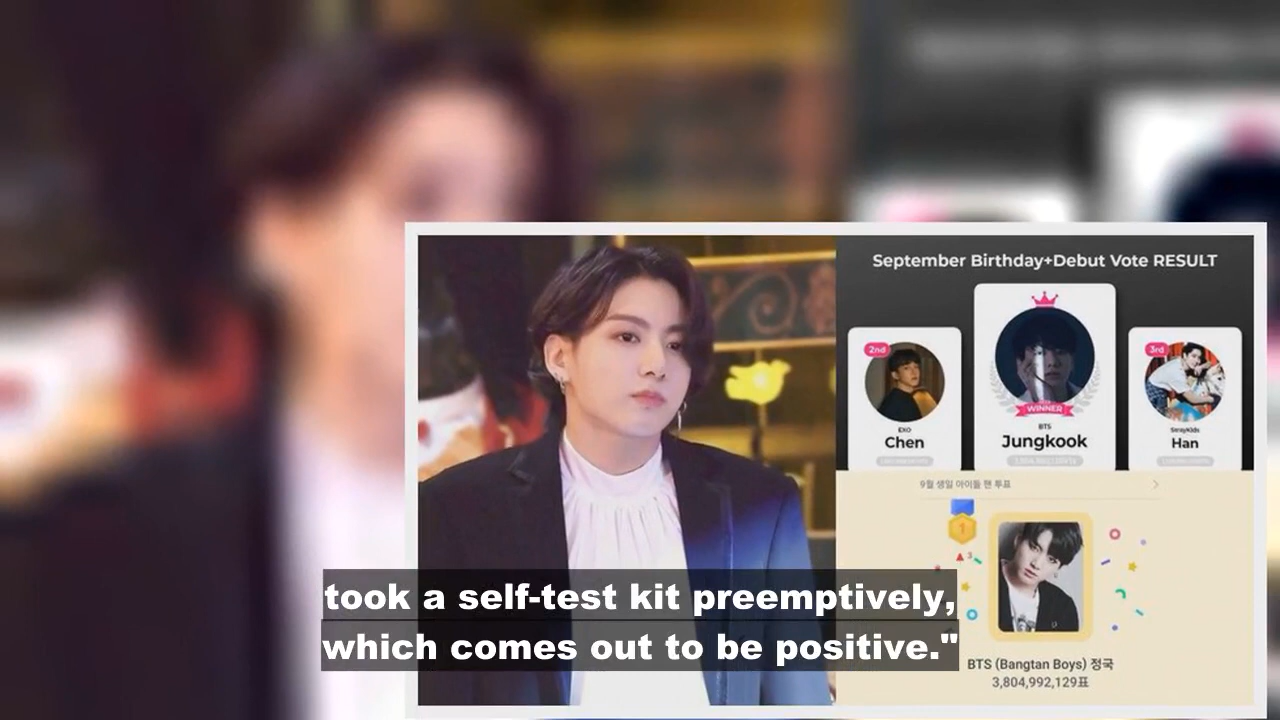 September Birthday+Debut Vote RESULT
2nd
EXO
Chen
WINNER
BTS
Jungkook
3rd
StrayKids
Han
9월 생일 아이돌 팬 투표
1
3
BTS (Bangtan Boys) 정국
3,804,992,129표
took a self-test kit preemptively,
which comes out to be positive."